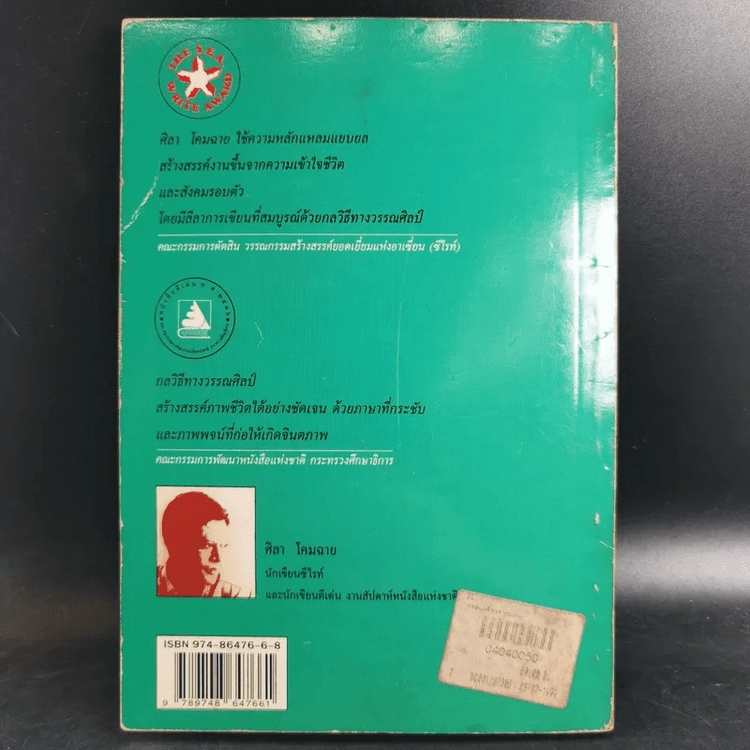 THE S.E.A. WRITE AWARD
ศิลา โคมฉาย ใช้ความหลักแหลมแยบยล
สร้างสรรค์งานขึ้นจากความเข้าใจชีวิต
และสังคมรอบตัว
โดยมีลีลาการเขียนที่สมบูรณ์ด้วยกลวิธีทางวรรณศิลป์
คณะกรรมการตัดสิน วรรณกรรมสร้างสรรค์ยอดเยี่ยมแห่งอาเซี่ยน (ซีไรท์)
กลวิธีทางวรรณศิลป์
สร้างสรรค์ภาพชีวิตได้อย่างชัดเจน ด้วยภาษาที่กระชับ
และภาพพจน์ที่ก่อให้เกิดจินตภาพ
คณะกรรมการพัฒนาหนังสือแห่งชาติ กระทรวงศึกษาธิการ
ศิลา โคมฉาย
นักเขียนซีไรท์
และนักเขียนดีเด่น งานสัปดาห์หนังสือแห่งชาติ
ISBN 974-86476-6-8
9 789748 647661
04040050